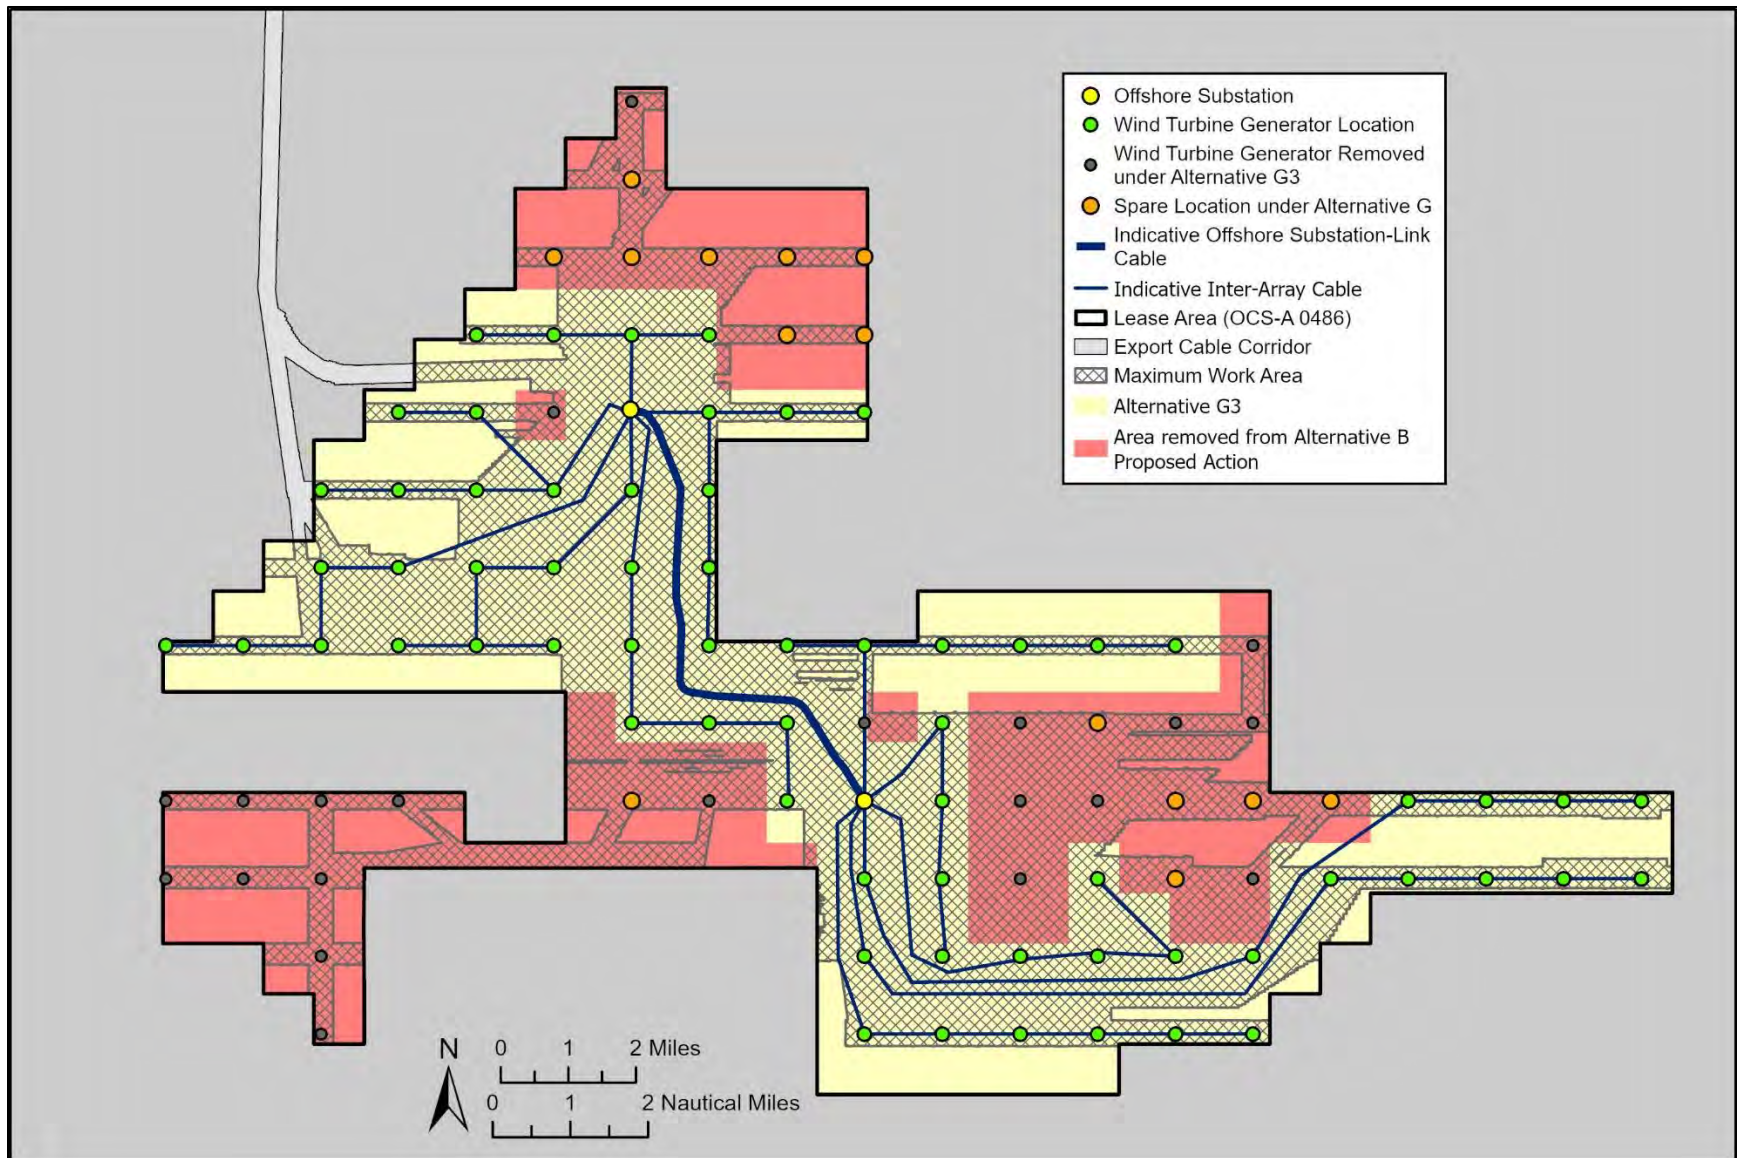 Offshore Substation
Wind Turbine Generator Location
Wind Turbine Generator Removed
under Alternative G3
Spare Location under Alternative G
Indicative Offshore Substation-Link
Cable
Indicative Inter-Array Cable
Lease Area (OCS-A 0486)
Export Cable Corridor
Maximum Work Area
Alternative G3
Area removed from Alternative B
Proposed Action
N
0 1 2 Miles
0 1 2 Nautical Miles